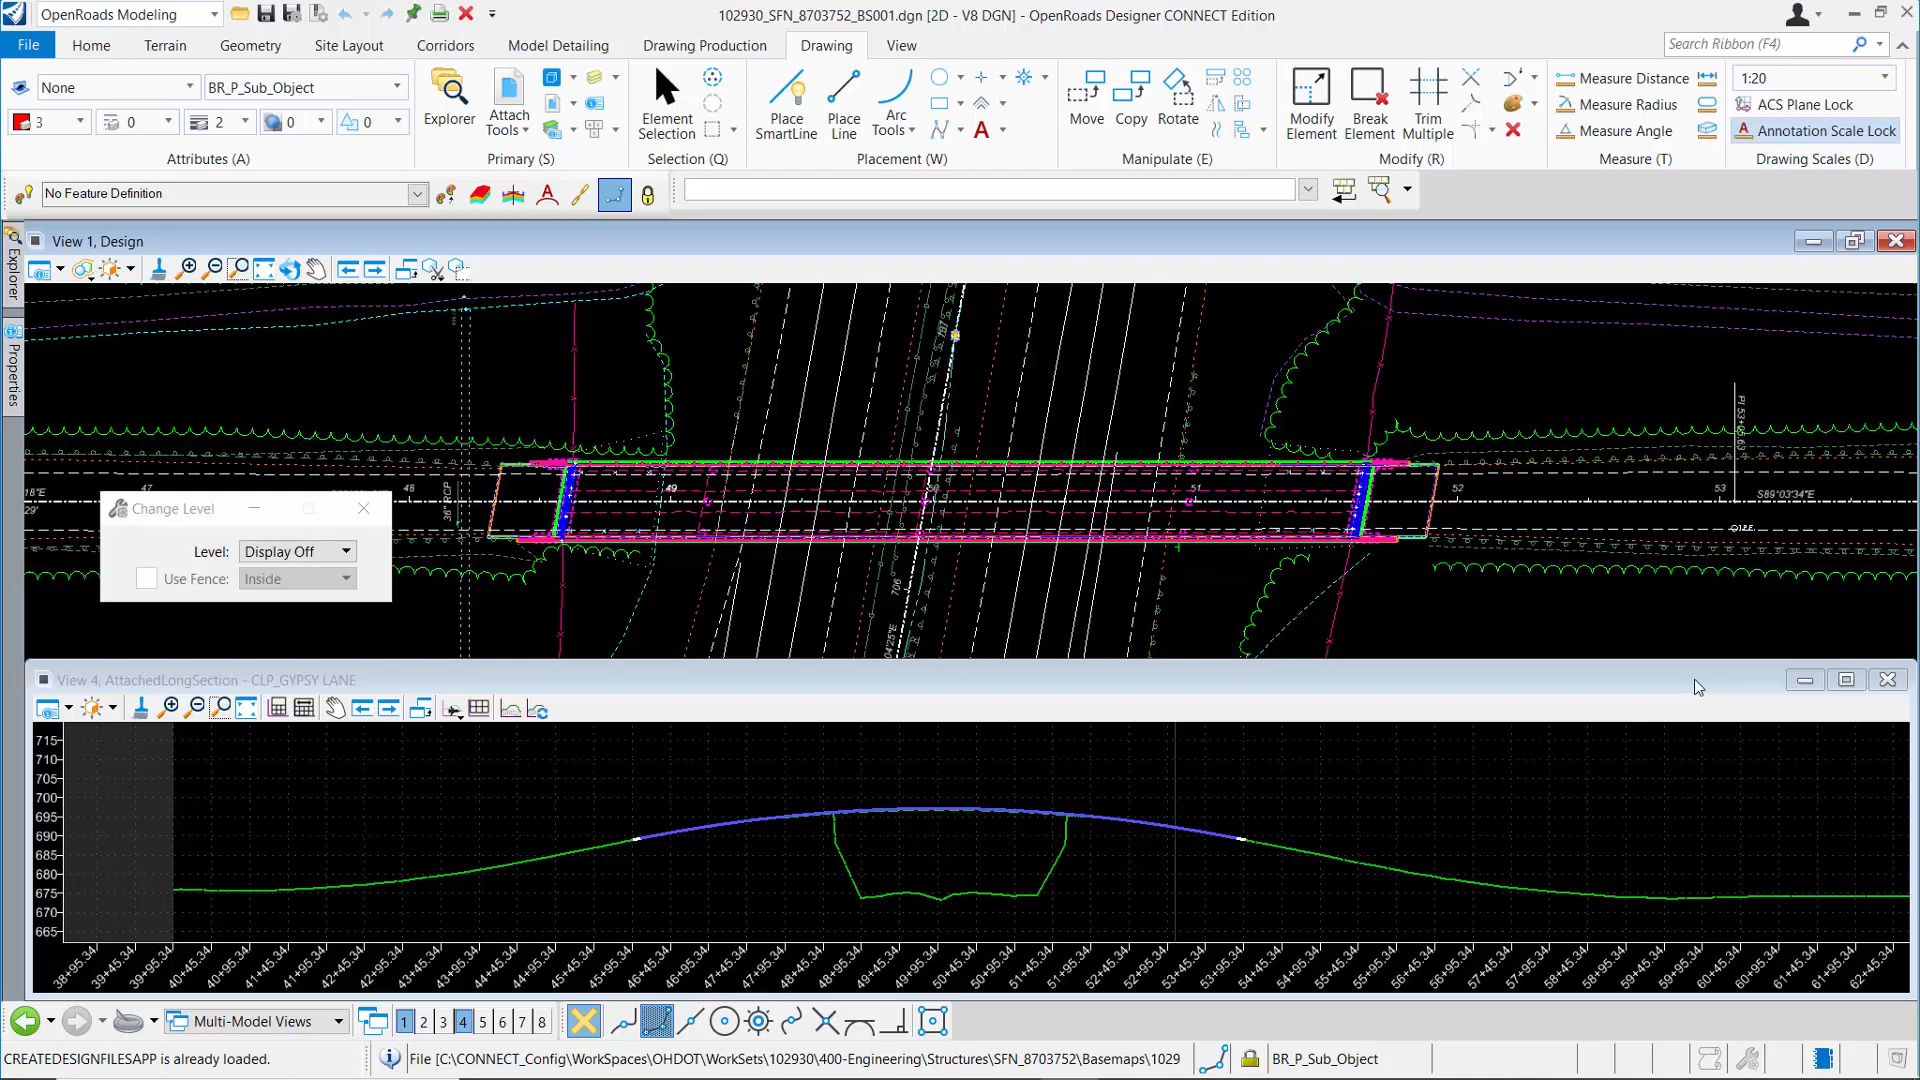 OpenRoads Modeling
102930_SFN_8703752_BS001.dgn [2D - V8 DGN] - OpenRoads Designer CONNECT Edition
File Home Terrain Geometry Site Layout Corridors Model Detailing Drawing Production Drawing View
Search Ribbon (F4)
None BR_P_Sub_Object
3 0 2 0 0
Attributes (A)
Explorer Attach Tools
Primary (S)
Element Selection
Selection (Q)
Place SmartLine Place Line Arc Tools
Placement (W)
Move Copy Rotate
Manipulate (E)
Modify Element Break Element Trim Multiple
Modify (R)
Measure Distance
Measure Radius
Measure Angle
Measure (T)
1:20
ACS Plane Lock
Annotation Scale Lock
Drawing Scales (D)
No Feature Definition
Explorer
Properties
View 1, Design
PI 53+05.63
47 48 49 51 52 53
36" RCP
S89°03'34"E
18"E
29'
706
04'25"E
Change Level
Level: Display Off
Use Fence: Inside
View 4, AttachedLongSection - CLP_GYPSY LANE
715
710
705
700
695
690
685
680
675
670
665
38+95.34 39+45.34 39+95.34 40+45.34 40+95.34 41+45.34 41+95.34 42+45.34 42+95.34 43+45.34 43+95.34 44+45.34 44+95.34 45+45.34 45+95.34 46+45.34 46+95.34 47+45.34 47+95.34 48+45.34 48+95.34 49+45.34 49+95.34 50+45.34 50+95.34 51+45.34 51+95.34 52+45.34 52+95.34 53+45.34 53+95.34 54+45.34 54+95.34 55+45.34 55+95.34 56+45.34 56+95.34 57+45.34 57+95.34 58+45.34 58+95.34 59+45.34 59+95.34 60+45.34 60+95.34 61+45.34 61+95.34 62+45.34
Multi-Model Views 1 2 3 4 5 6 7 8
CREATEDESIGNFILESAPP is already loaded.
File [C:\CONNECT_Config\WorkSpaces\OHDOT\WorkSets\102930\400-Engineering\Structures\SFN_8703752\Basemaps\1029
BR_P_Sub_Object